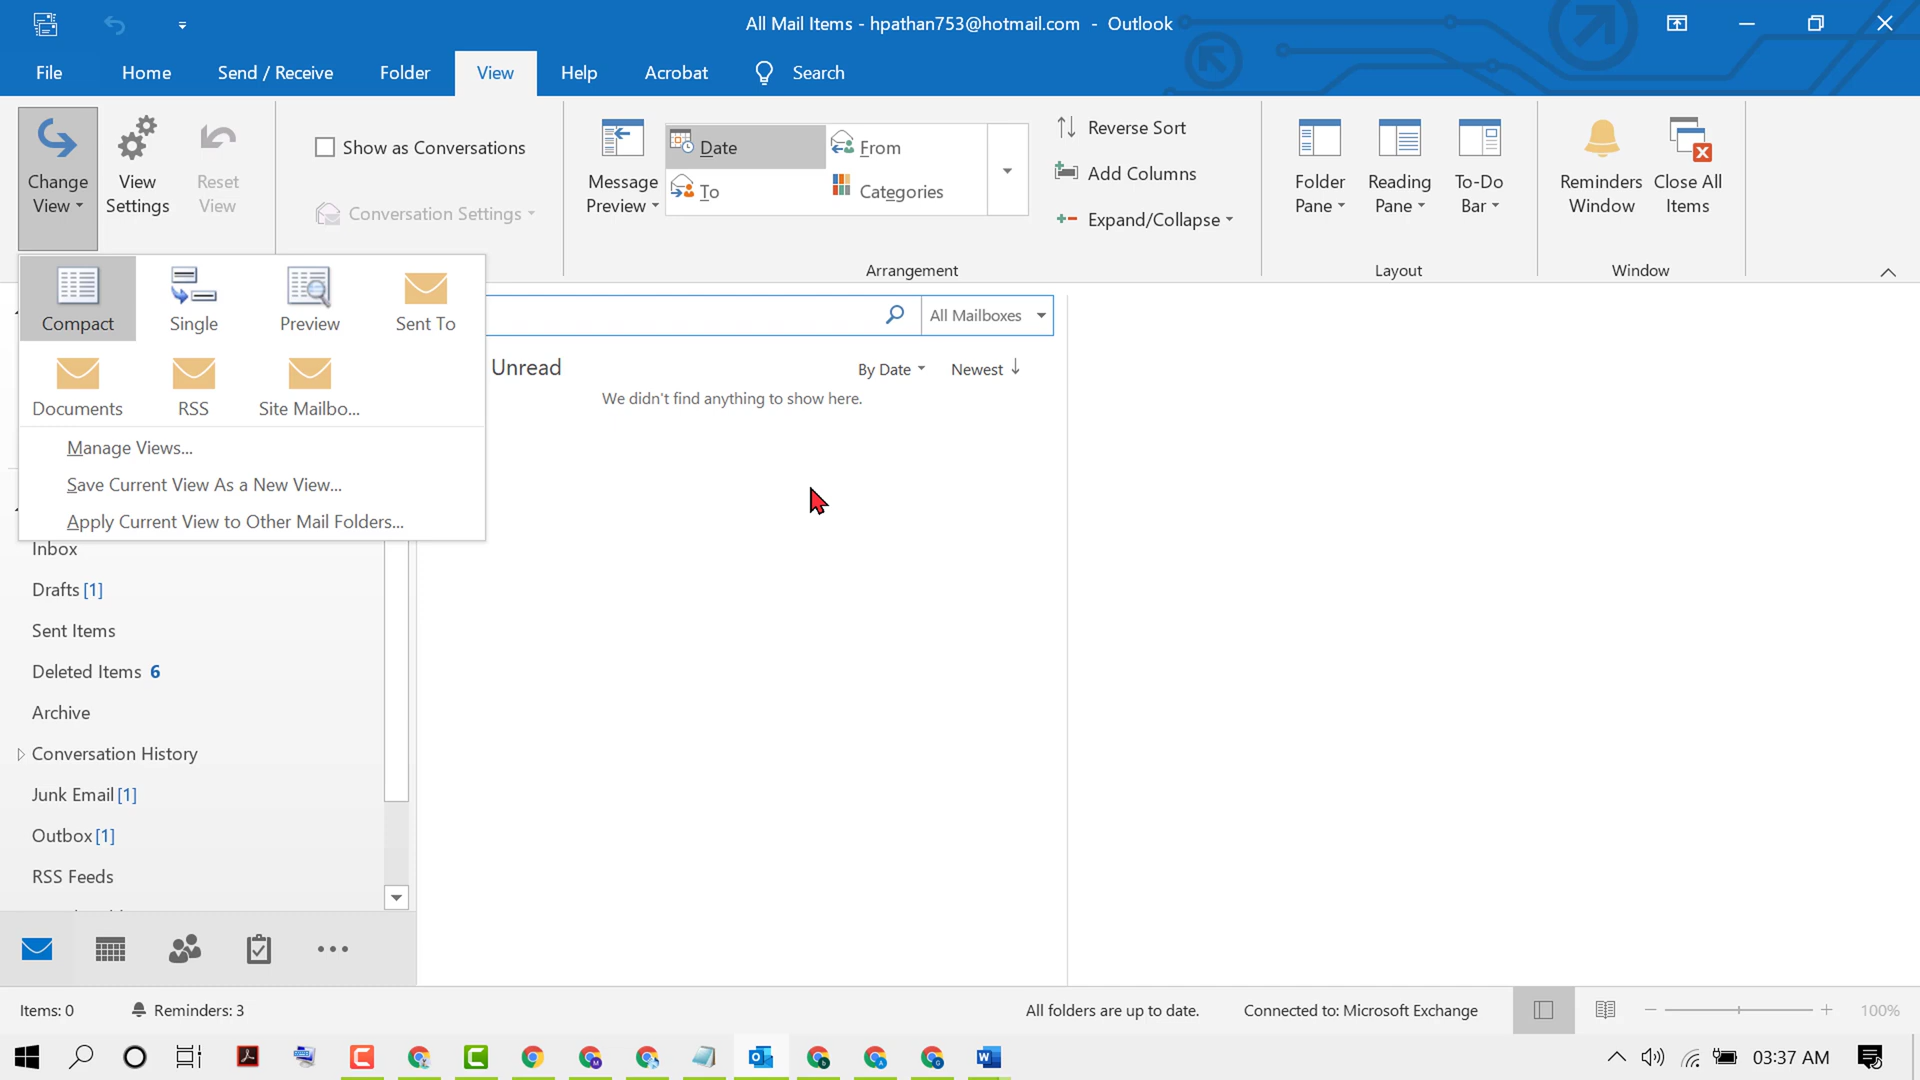 All Mail Items - hpathan753@hotmail.com - Outlook
File Home Send / Receive Folder View Help Acrobat Search
Change View
View Settings
Reset View
Show as Conversations
Conversation Settings
Message Preview
Date
From
To
Categories
Reverse Sort
Add Columns
Expand/Collapse
Arrangement
Folder Pane
Reading Pane
To-Do Bar
Layout
Reminders Window
Close All Items
Window
Compact Single Preview Sent To
Documents RSS Site Mailbo...
Manage Views...
Save Current View As a New View...
Apply Current View to Other Mail Folders...
All Mailboxes
Unread By Date Newest
We didn't find anything to show here.
Inbox
Drafts [1]
Sent Items
Deleted Items 6
Archive
Conversation History
Junk Email [1]
Outbox [1]
RSS Feeds
Items: 0 Reminders: 3 All folders are up to date. Connected to: Microsoft Exchange 100%
03:37 AM